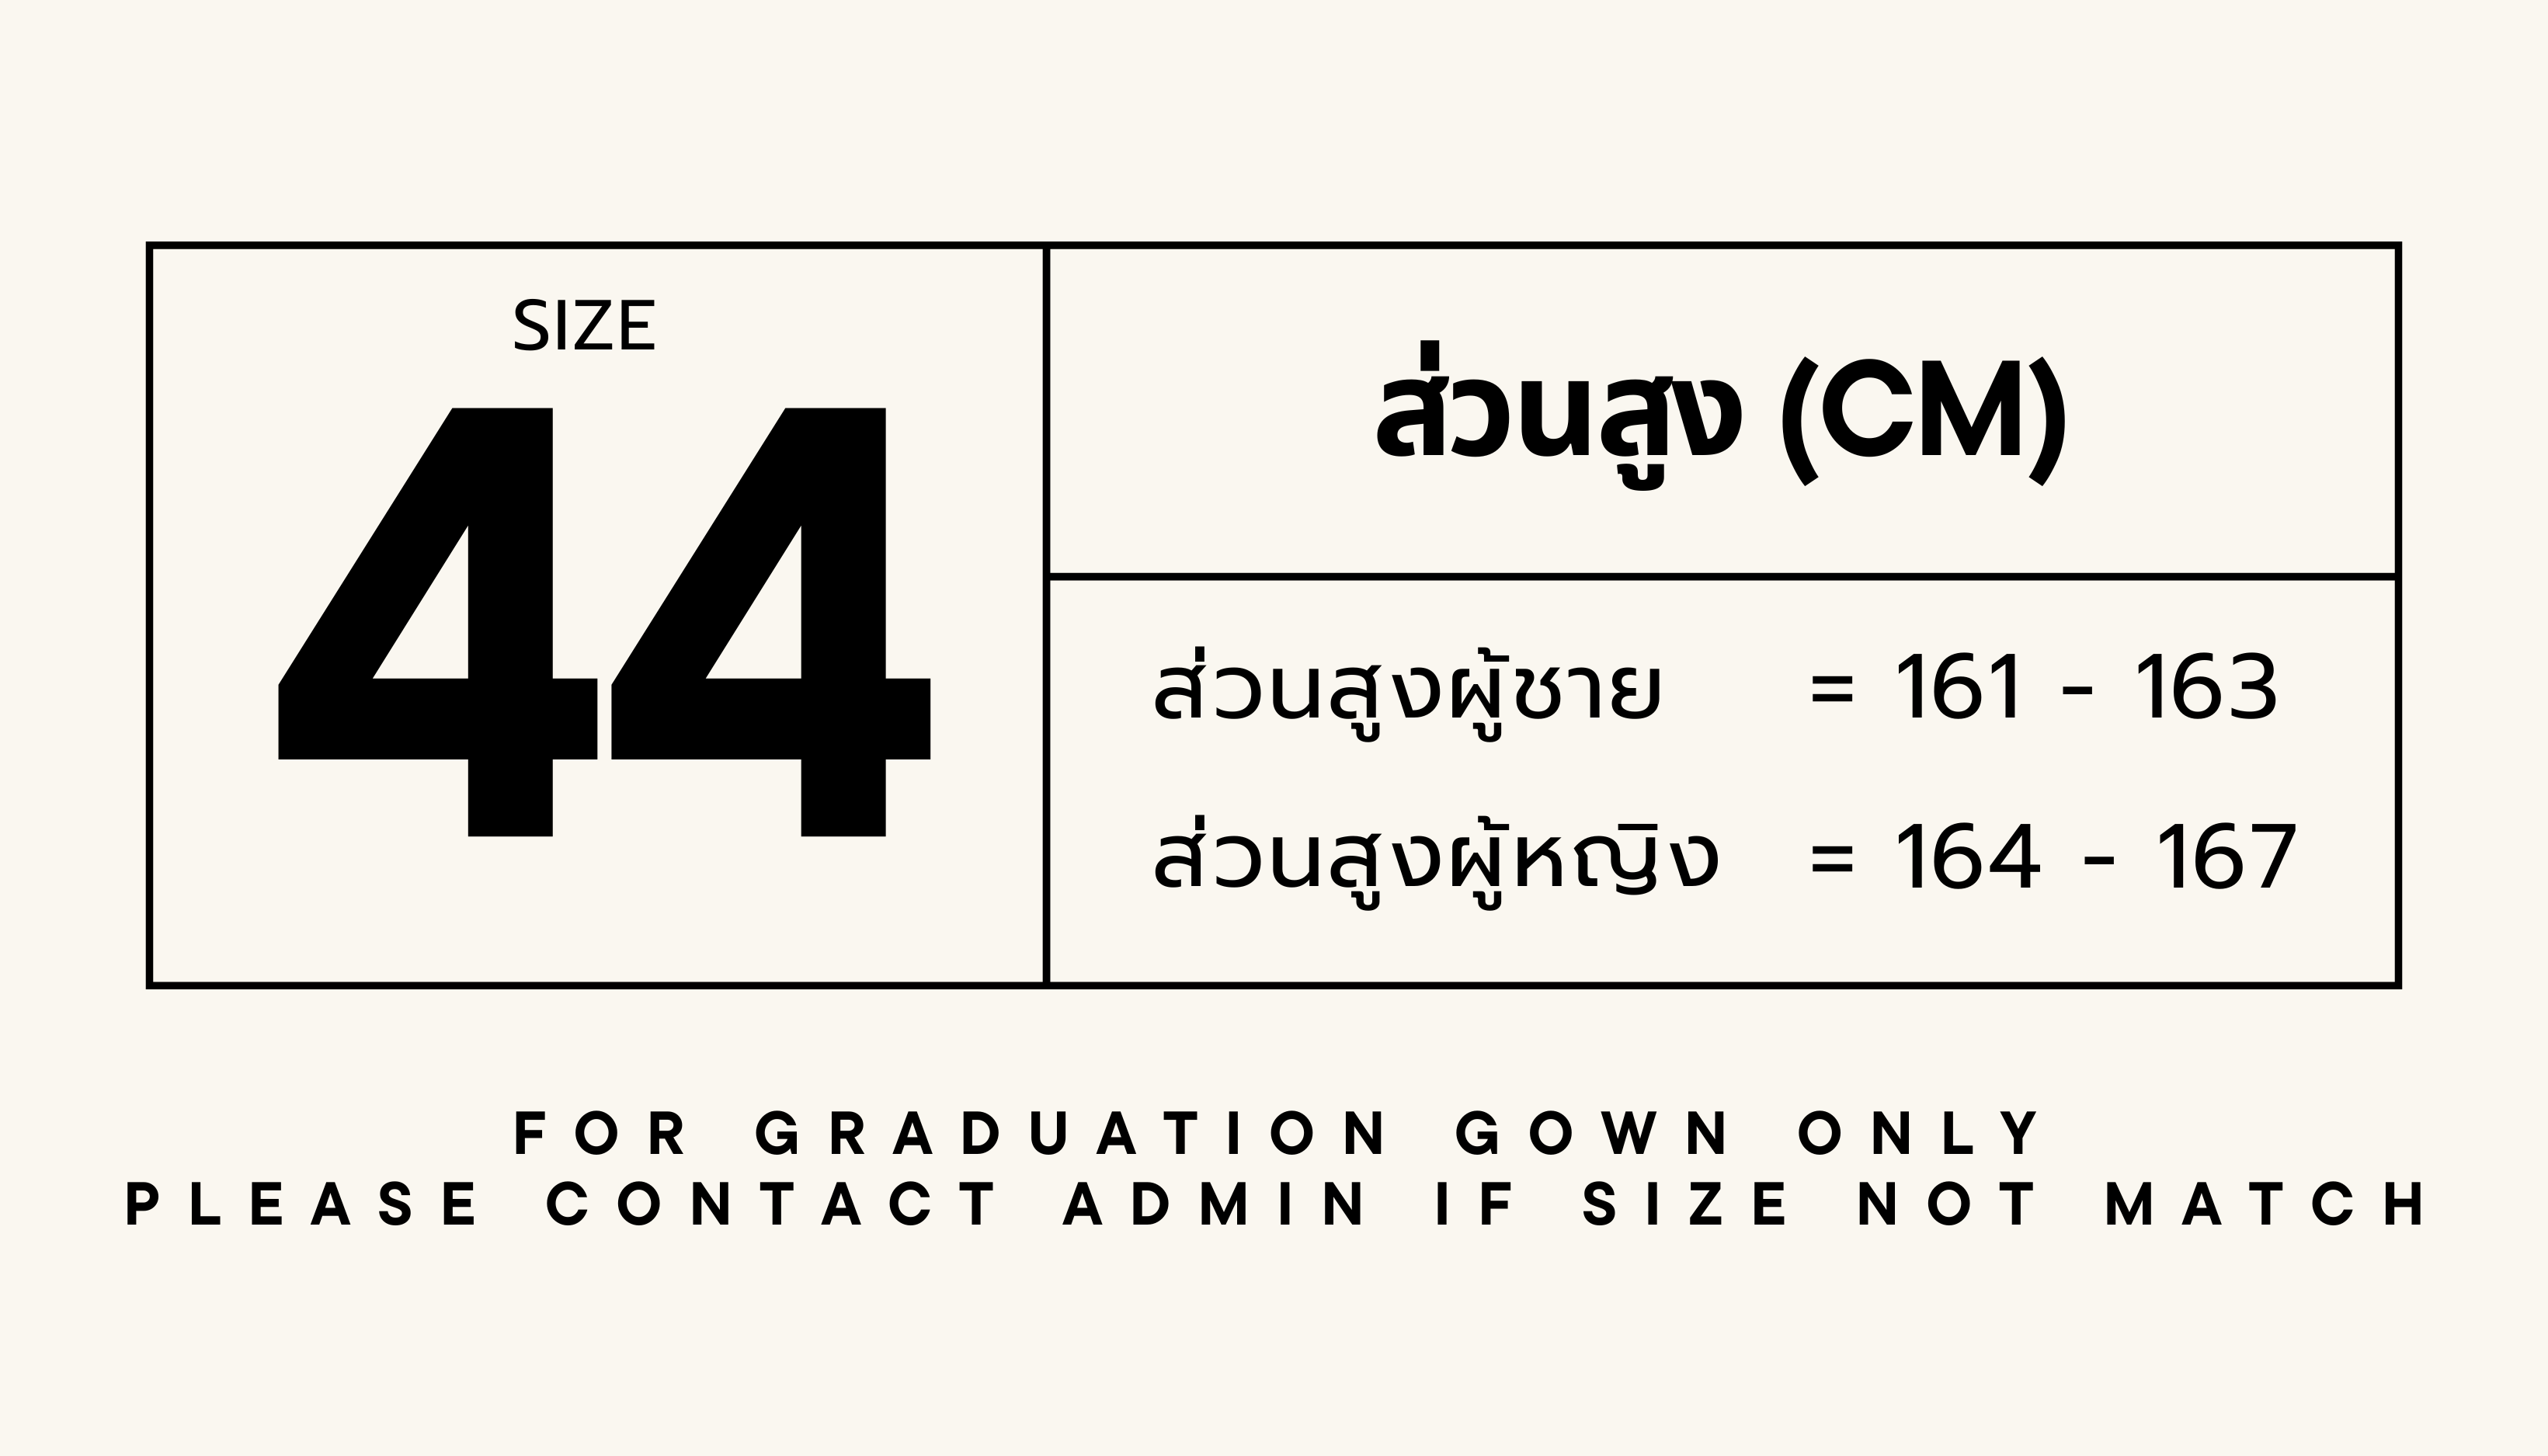 SIZE
44
ส่วนสูง (CM)
ส่วนสูงผู้ชาย = 161 - 163
ส่วนสูงผู้หญิง = 164 - 167
FOR GRADUATION GOWN ONLY
PLEASE CONTACT ADMIN IF SIZE NOT MATCH